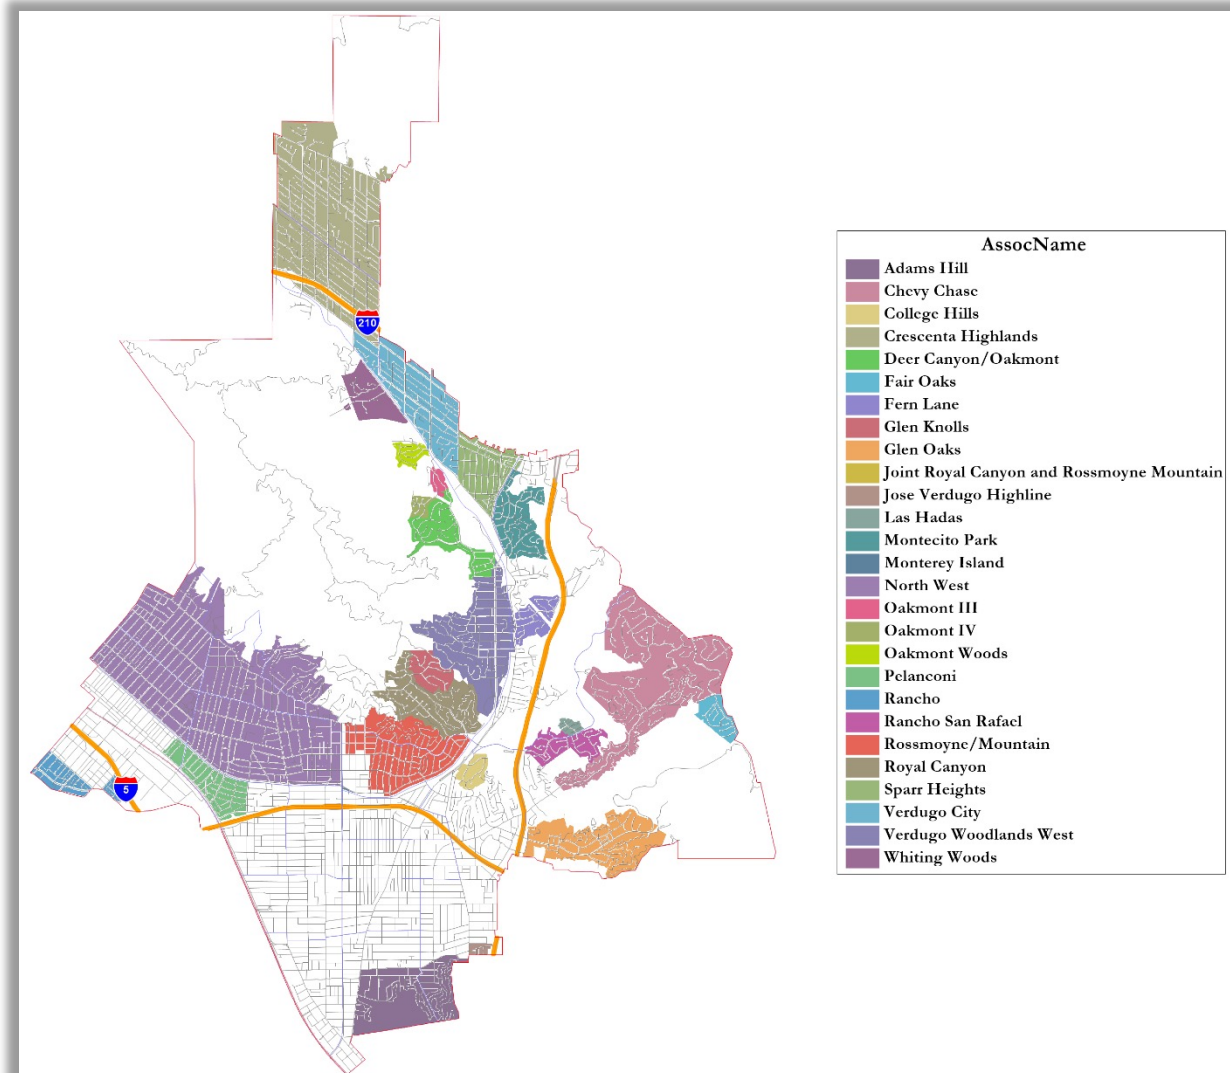 210
5
AssocName
Adams Hill
Chevy Chase
College Hills
Crescenta Highlands
Deer Canyon/Oakmont
Fair Oaks
Fern Lane
Glen Knolls
Glen Oaks
Joint Royal Canyon and Rossmoyne Mountain
Jose Verdugo Highline
Las Hadas
Montecito Park
Monterey Island
North West
Oakmont III
Oakmont IV
Oakmont Woods
Pelanconi
Rancho
Rancho San Rafael
Rossmoyne/Mountain
Royal Canyon
Sparr Heights
Verdugo City
Verdugo Woodlands West
Whiting Woods